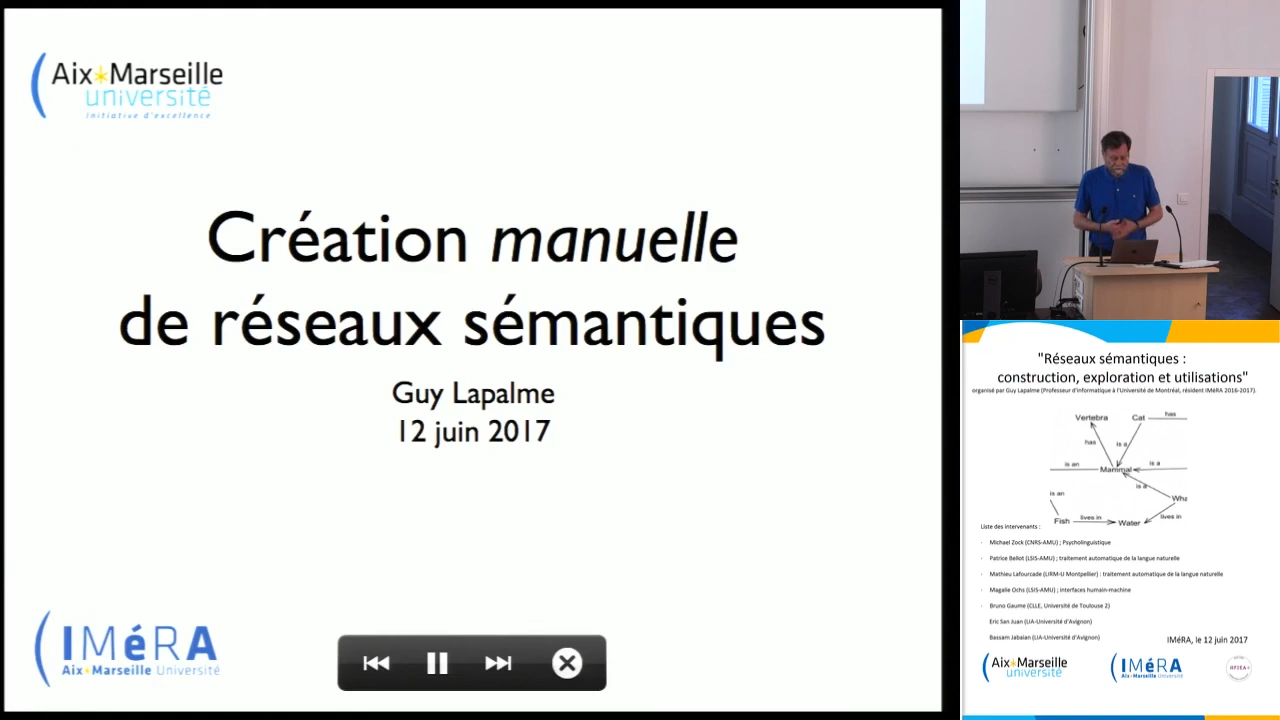 Aix*Marseille
université
initiative d'excellence
Création manuelle
de réseaux sémantiques
Guy Lapalme
12 juin 2017
IMéRA
Aix*Marseille Université
"Réseaux sémantiques :
construction, exploration et utilisations"
organisé par Guy Lapalme (Professeur d'informatique à l'Université de Montréal, résident IMéRA 2016-2017).
Vertebra Cat has
has is a
is an Mammal is a
is a
is an Wha
Fish lives in Water lives in
Liste des intervenants :
- Michael Zock (CNRS-AMU) ; Psycholinguistique
- Patrice Bellot (LSIS-AMU) ; traitement automatique de la langue naturelle
- Mathieu Lafourcade (LIRM-U Montpellier) : traitement automatique de la langue naturelle
- Magalie Ochs (LSIS-AMU) ; interfaces humain-machine
- Bruno Gaume (CLLE, Université de Toulouse 2)
Eric San Juan (LIA-Université d'Avignon)
Bassam Jabaian (LIA-Université d'Avignon)
IMéRA, le 12 juin 2017
Aix*Marseille
université
IMéRA
Aix*Marseille Université